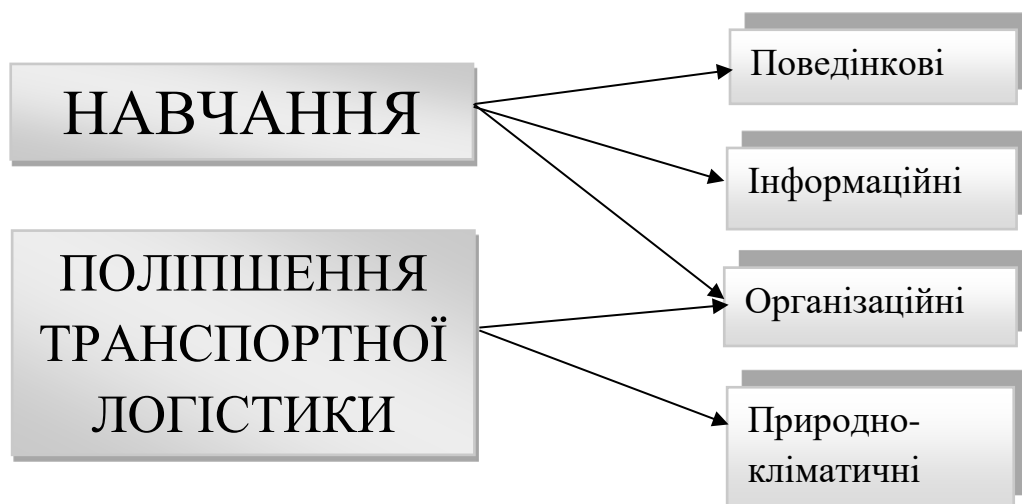 НАВЧАННЯ
ПОЛІПШЕННЯ
ТРАНСПОРТНОЇ
ЛОГІСТИКИ
Поведінкові
Інформаційні
Організаційні
Природно-
кліматичні